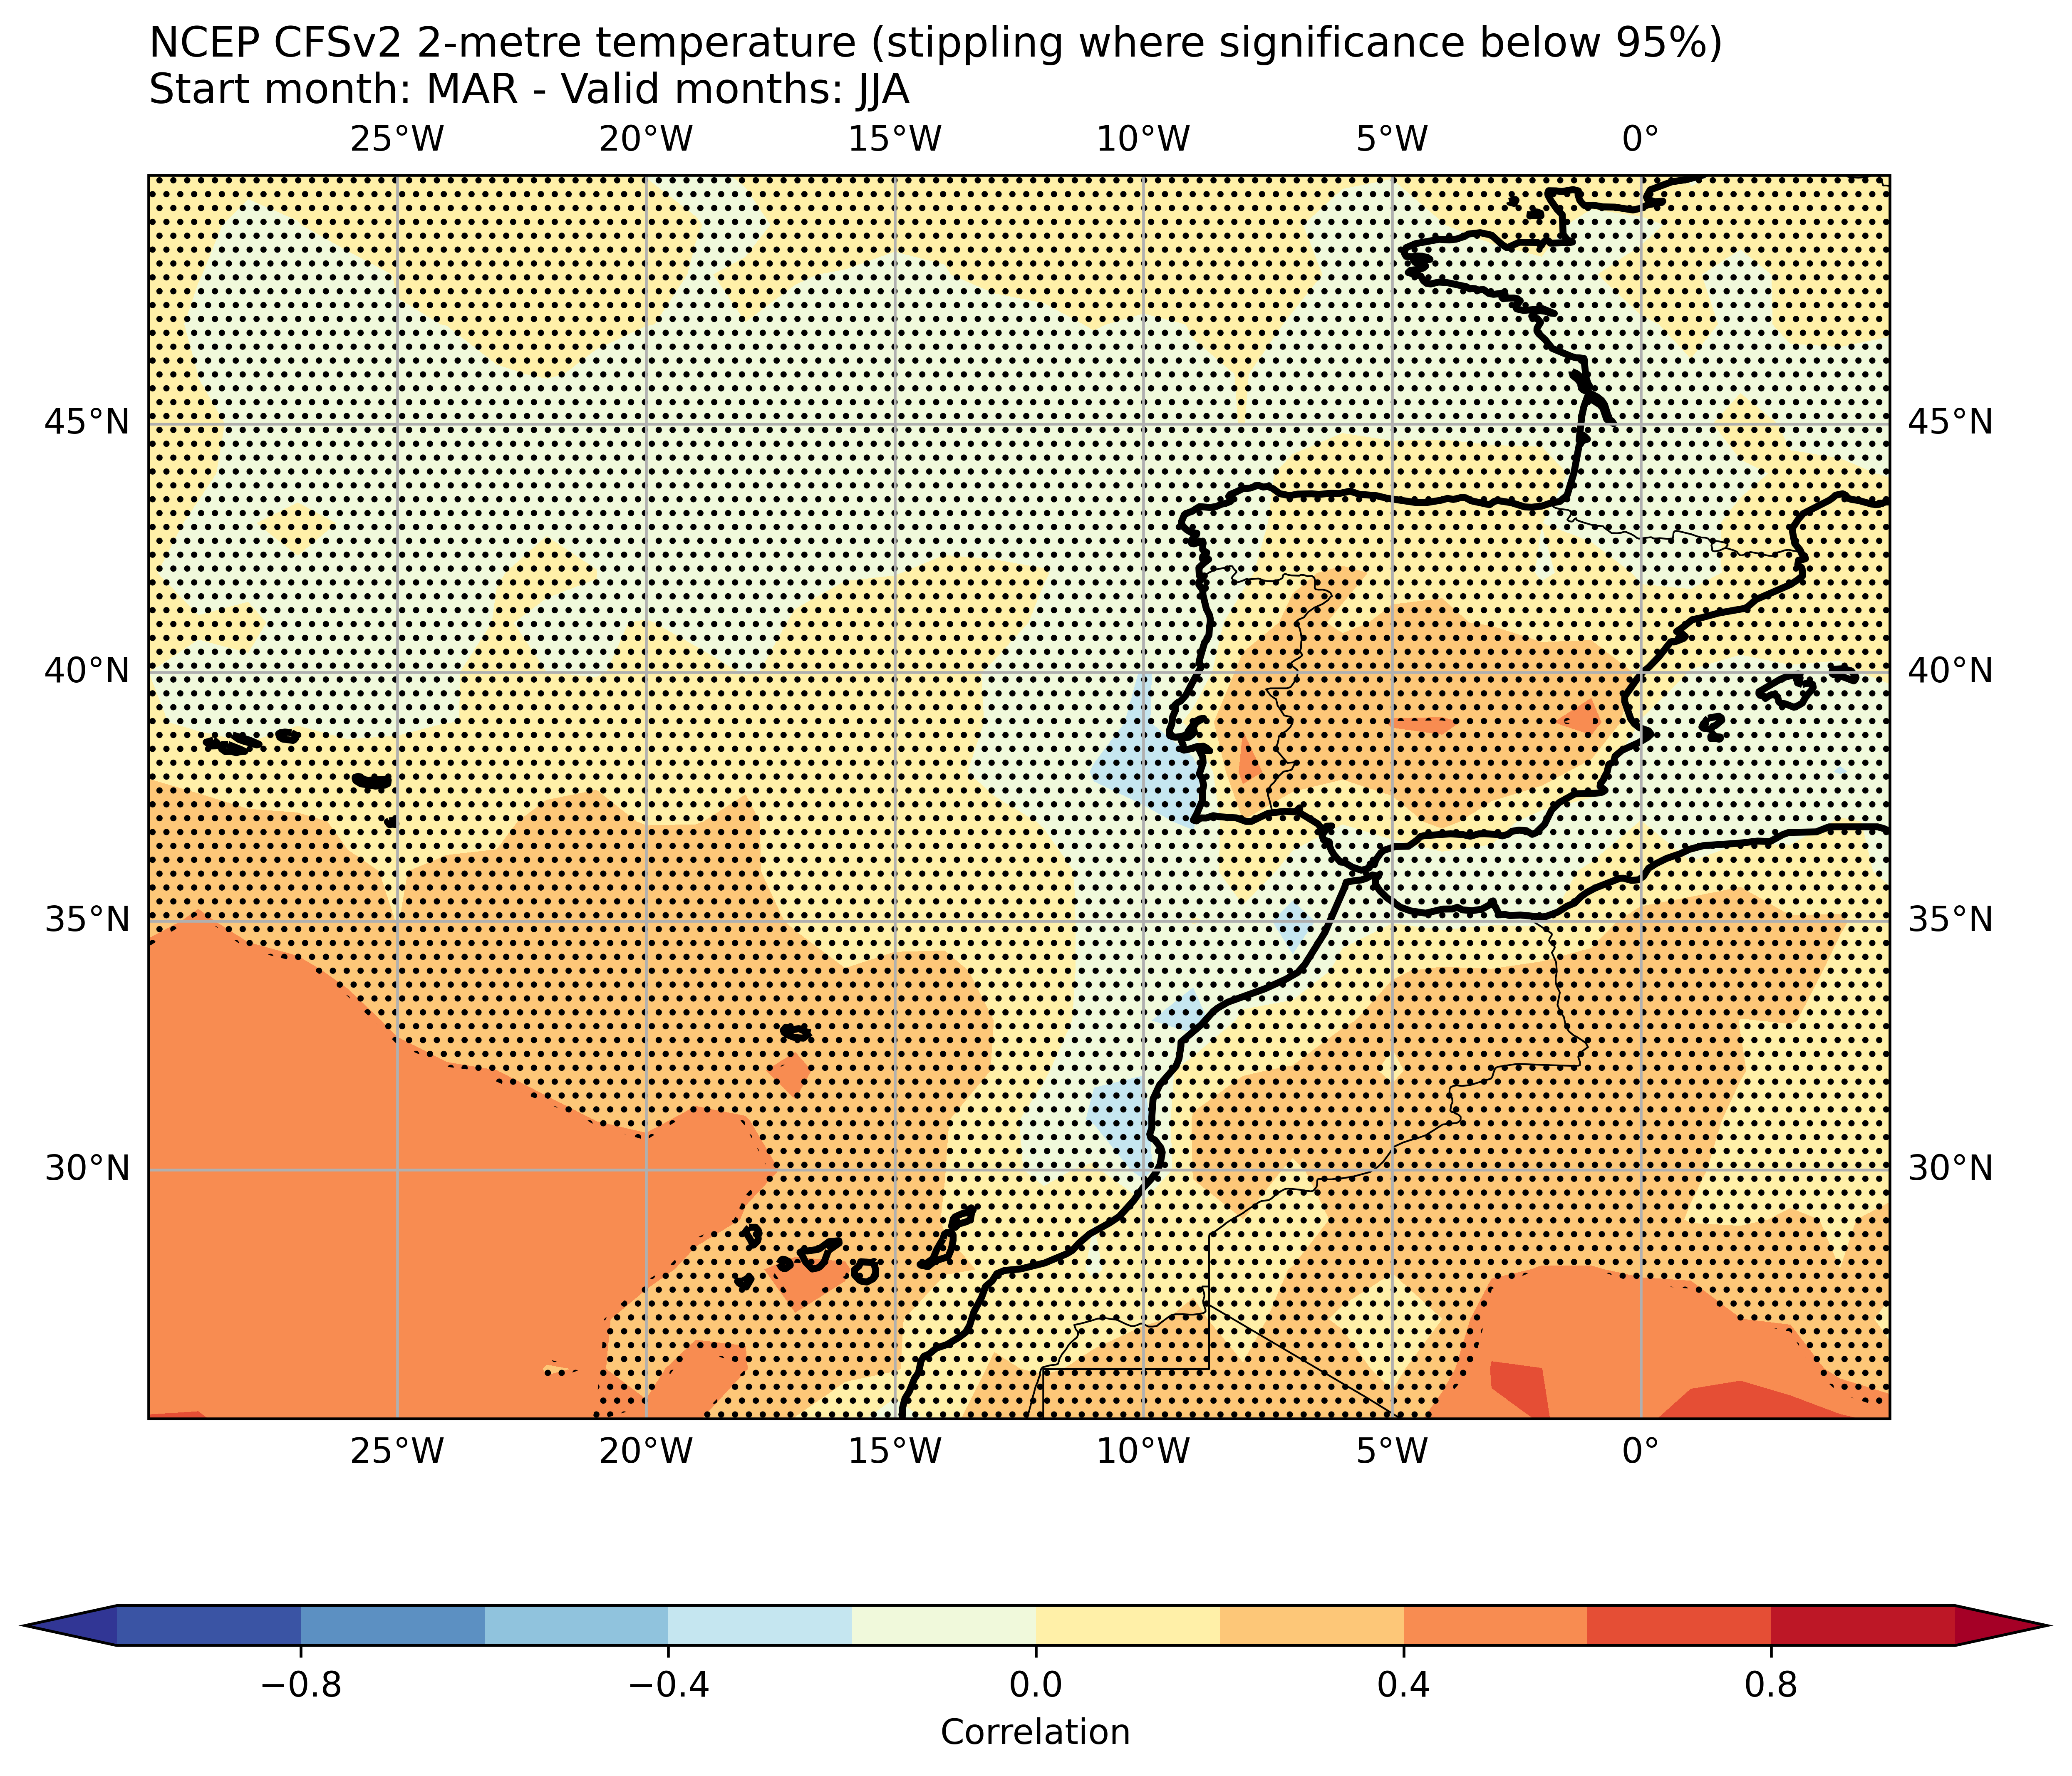 NCEP CFSv2 2-metre temperature (stippling where significance below 95%)
Start month: MAR - Valid months: JJA
25°W 20°W 15°W 10°W 5°W 0°
45°N 45°N
40°N 40°N
35°N 35°N
30°N 30°N
25°W 20°W 15°W 10°W 5°W 0°
−0.8 −0.4 0.0 0.4 0.8
Correlation